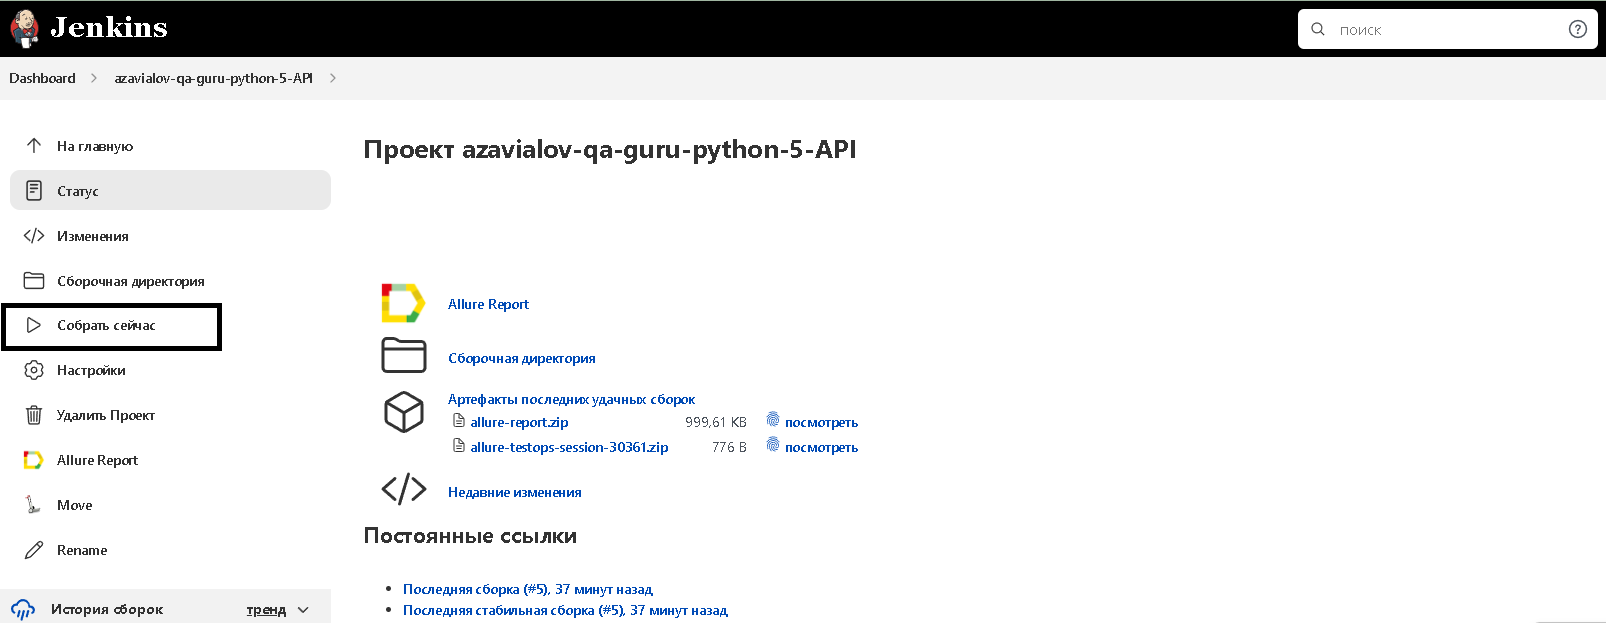 Jenkins
поиск
Dashboard
azavialov-qa-guru-python-5-API
На главную
Статус
Изменения
Сборочная директория
Собрать сейчас
Настройки
Удалить Проект
Allure Report
Move
Rename
История сборок тренд
Проект azavialov-qa-guru-python-5-API
Allure Report
Сборочная директория
Артефакты последних удачных сборок
allure-report.zip 999,61 KB посмотреть
allure-testops-session-30361.zip 776 B посмотреть
Недавние изменения
Постоянные ссылки
Последняя сборка (#5), 37 минут назад
Последняя стабильная сборка (#5), 37 минут назад